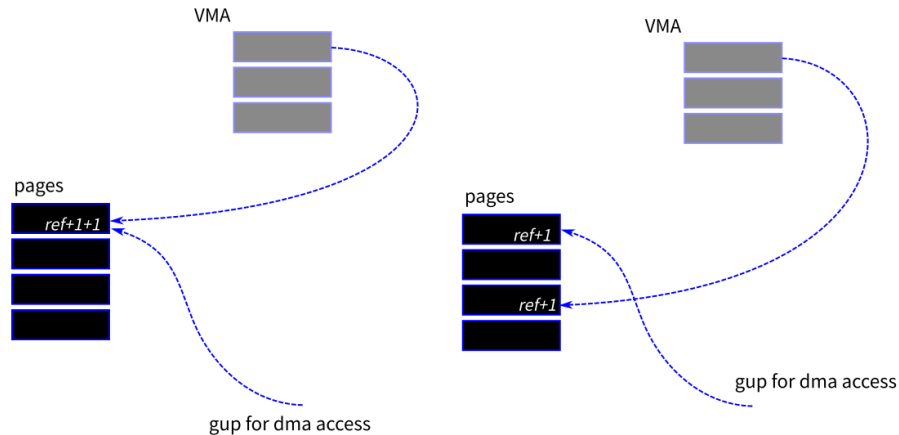 VMA
pages
ref+1+1
gup for dma access
VMA
pages
ref+1
ref+1
gup for dma access